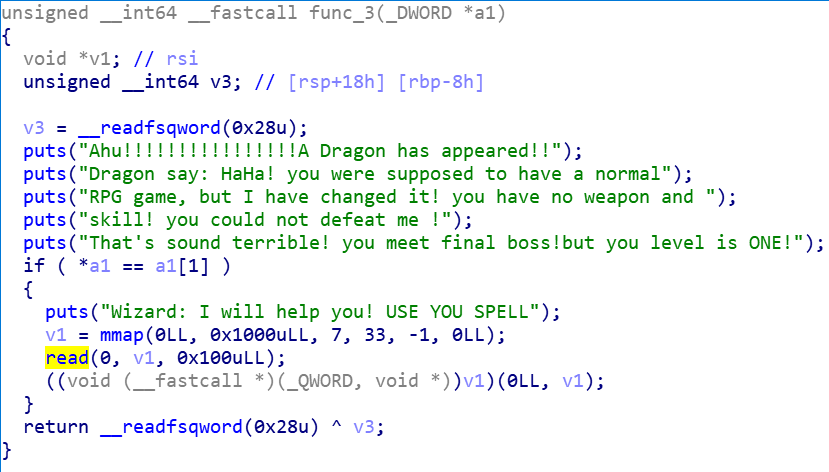 unsigned __int64 __fastcall func_3(_DWORD *a1)
{
  void *v1; // rsi
  unsigned __int64 v3; // [rsp+18h] [rbp-8h]

  v3 = __readfsqword(0x28u);
  puts("Ahu!!!!!!!!!!!!!!!!A Dragon has appeared!!");
  puts("Dragon say: HaHa! you were supposed to have a normal");
  puts("RPG game, but I have changed it! you have no weapon and ");
  puts("skill! you could not defeat me !");
  puts("That's sound terrible! you meet final boss!but you level is ONE!");
  if ( *a1 == a1[1] )
  {
    puts("Wizard: I will help you! USE YOU SPELL");
    v1 = mmap(0LL, 0x1000uLL, 7, 33, -1, 0LL);
    read(0, v1, 0x100uLL);
    ((void (__fastcall *)(_QWORD, void *))v1)(0LL, v1);
  }
  return __readfsqword(0x28u) ^ v3;
}